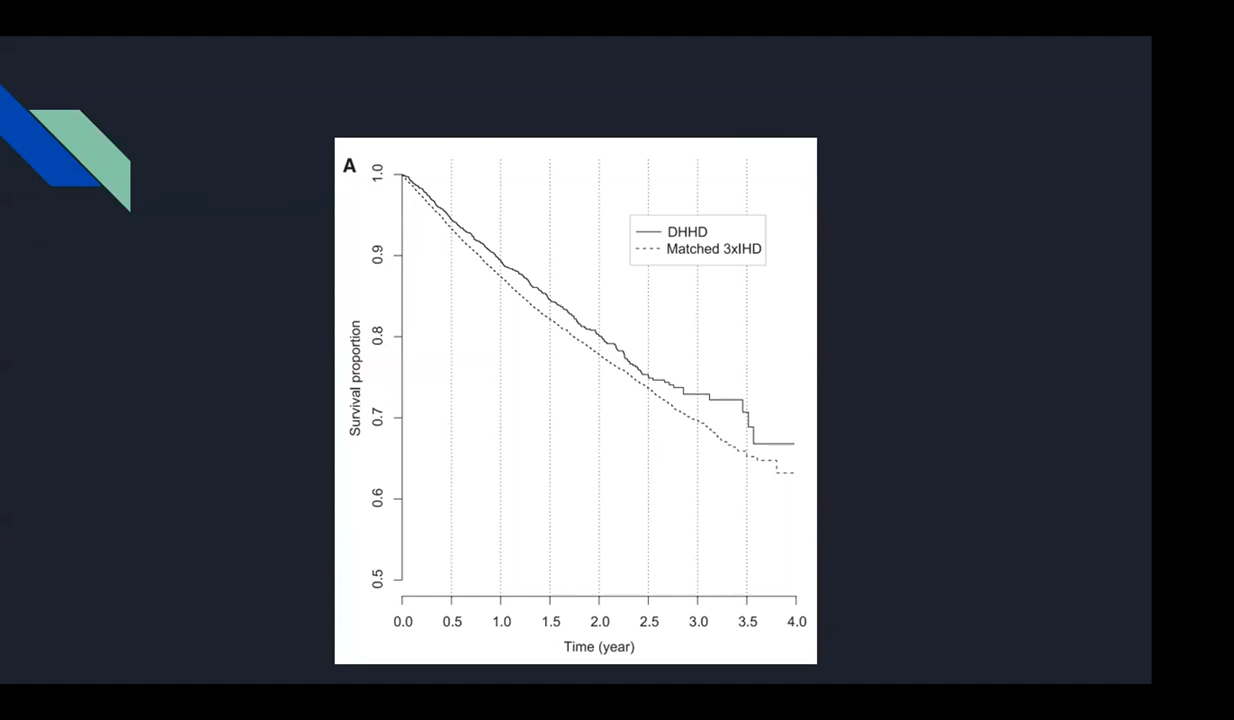 A
1.0
0.9
0.8
0.7
0.6
0.5
Survival proportion
DHHD
Matched 3xIHD
0.0 0.5 1.0 1.5 2.0 2.5 3.0 3.5 4.0
Time (year)